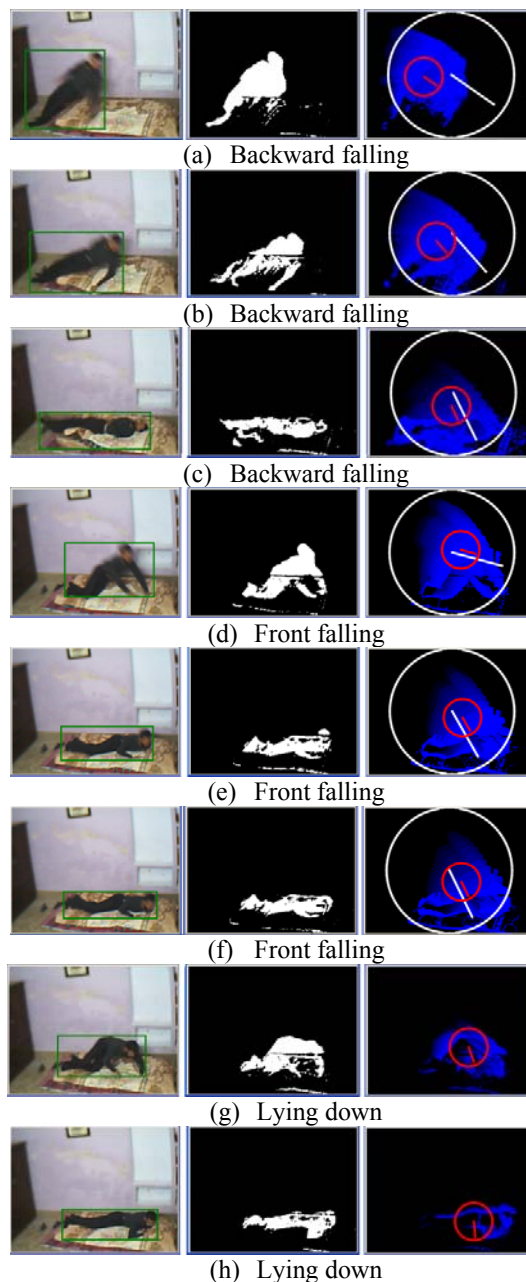 (a) Backward falling
(b) Backward falling
(c) Backward falling
(d) Front falling
(e) Front falling
(f) Front falling
(g) Lying down
(h) Lying down